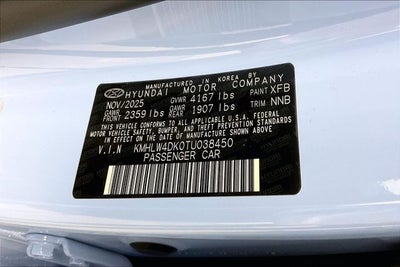 MANUFACTURED IN KOREA BY
HYUNDAI MOTOR COMPANY
NOV/2025 GVWR 4167 lbs PAINT XFB
GAWR FRONT 2359 lbs GAWR REAR 1907 lbs TRIM NNB
THIS VEHICLE CONFORMS TO ALL APPLICABLE U.S.A. FEDERAL
MOTOR VEHICLE SAFETY, BUMPER, AND THEFT PREVENTION STANDARDS
IN EFFECT ON THE DATE OF MANUFACTURE SHOWN ABOVE.
V.I.N KMHLW4DK0TU038450
PASSENGER CAR